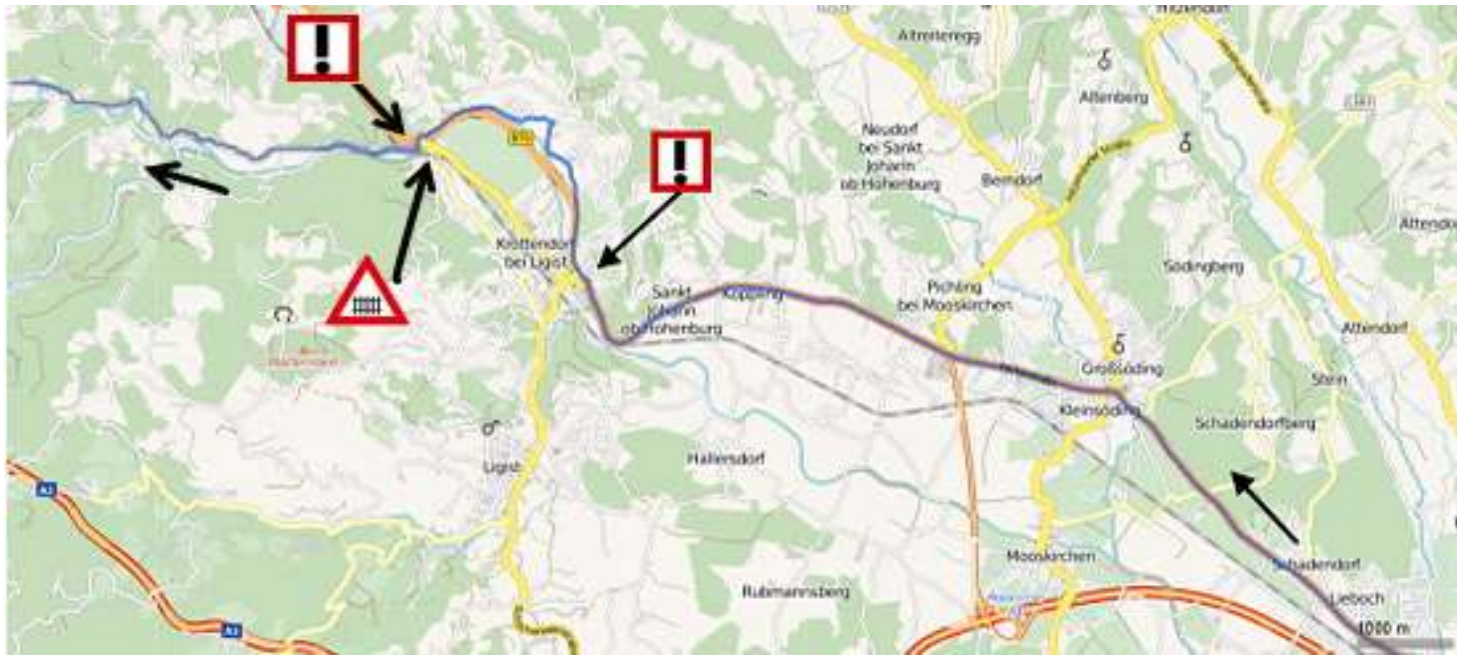 !
Altreiteregg
Altenberg
Neudorf
bei Sankt
Johann
ob Hohenburg
!
Berndorf
Attendorf
Krottendorf
bei Ligist
Södingberg
Sankt
Johann
ob Hohenburg
Köppling
Pichling
bei Mooskirchen
Attendorf
Großsöding
Stein
Kleinsöding
Schadendorfberg
Hallersdorf
Ligist
A2
Mooskirchen
Schadendorf
Rubmannsberg
Lieboch
A2
1000 m